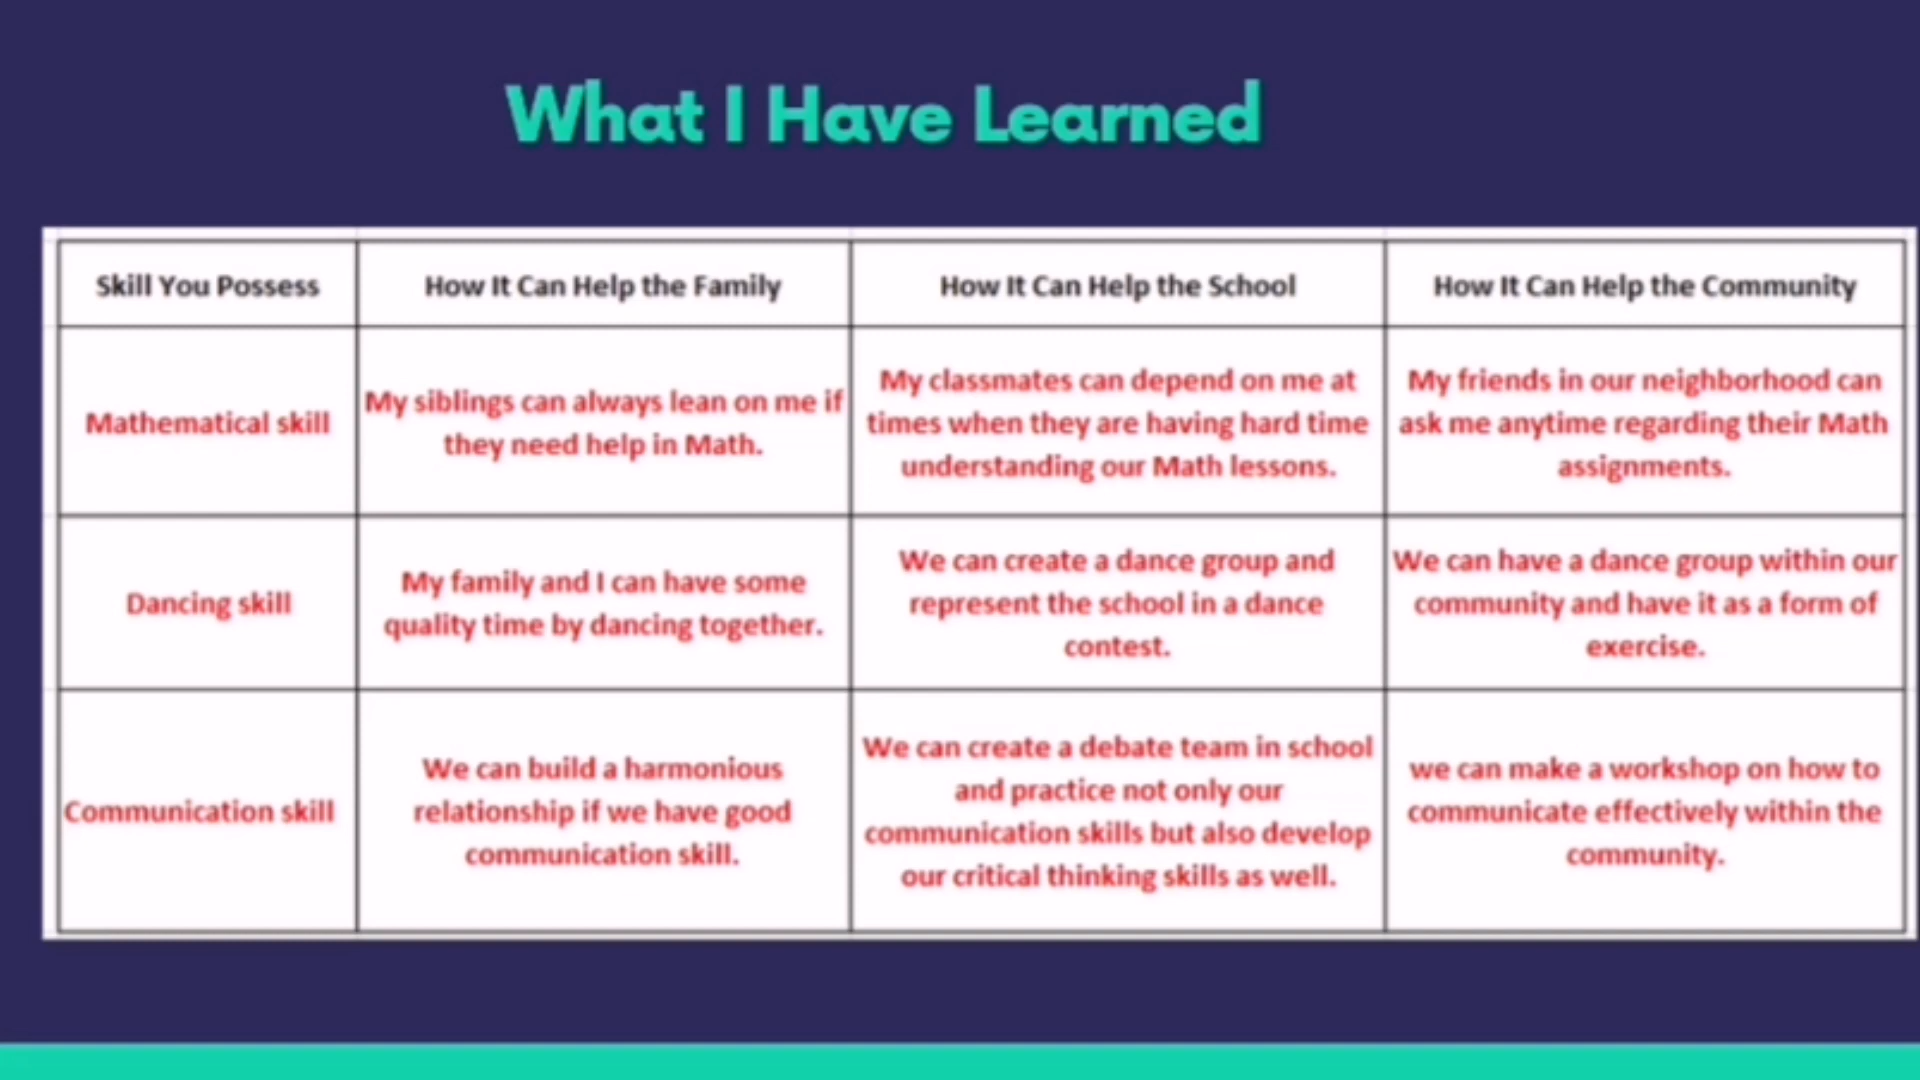 What I Have Learned
Skill You Possess
How It Can Help the Family
How It Can Help the School
How It Can Help the Community
Mathematical skill
My siblings can always lean on me if
they need help in Math.
My classmates can depend on me at
times when they are having hard time
understanding our Math lessons.
My friends in our neighborhood can
ask me anytime regarding their Math
assignments.
Dancing skill
My family and I can have some
quality time by dancing together.
We can create a dance group and
represent the school in a dance
contest.
We can have a dance group within our
community and have it as a form of
exercise.
Communication skill
We can build a harmonious
relationship if we have good
communication skill.
We can create a debate team in school
and practice not only our
communication skills but also develop
our critical thinking skills as well.
we can make a workshop on how to
communicate effectively within the
community.